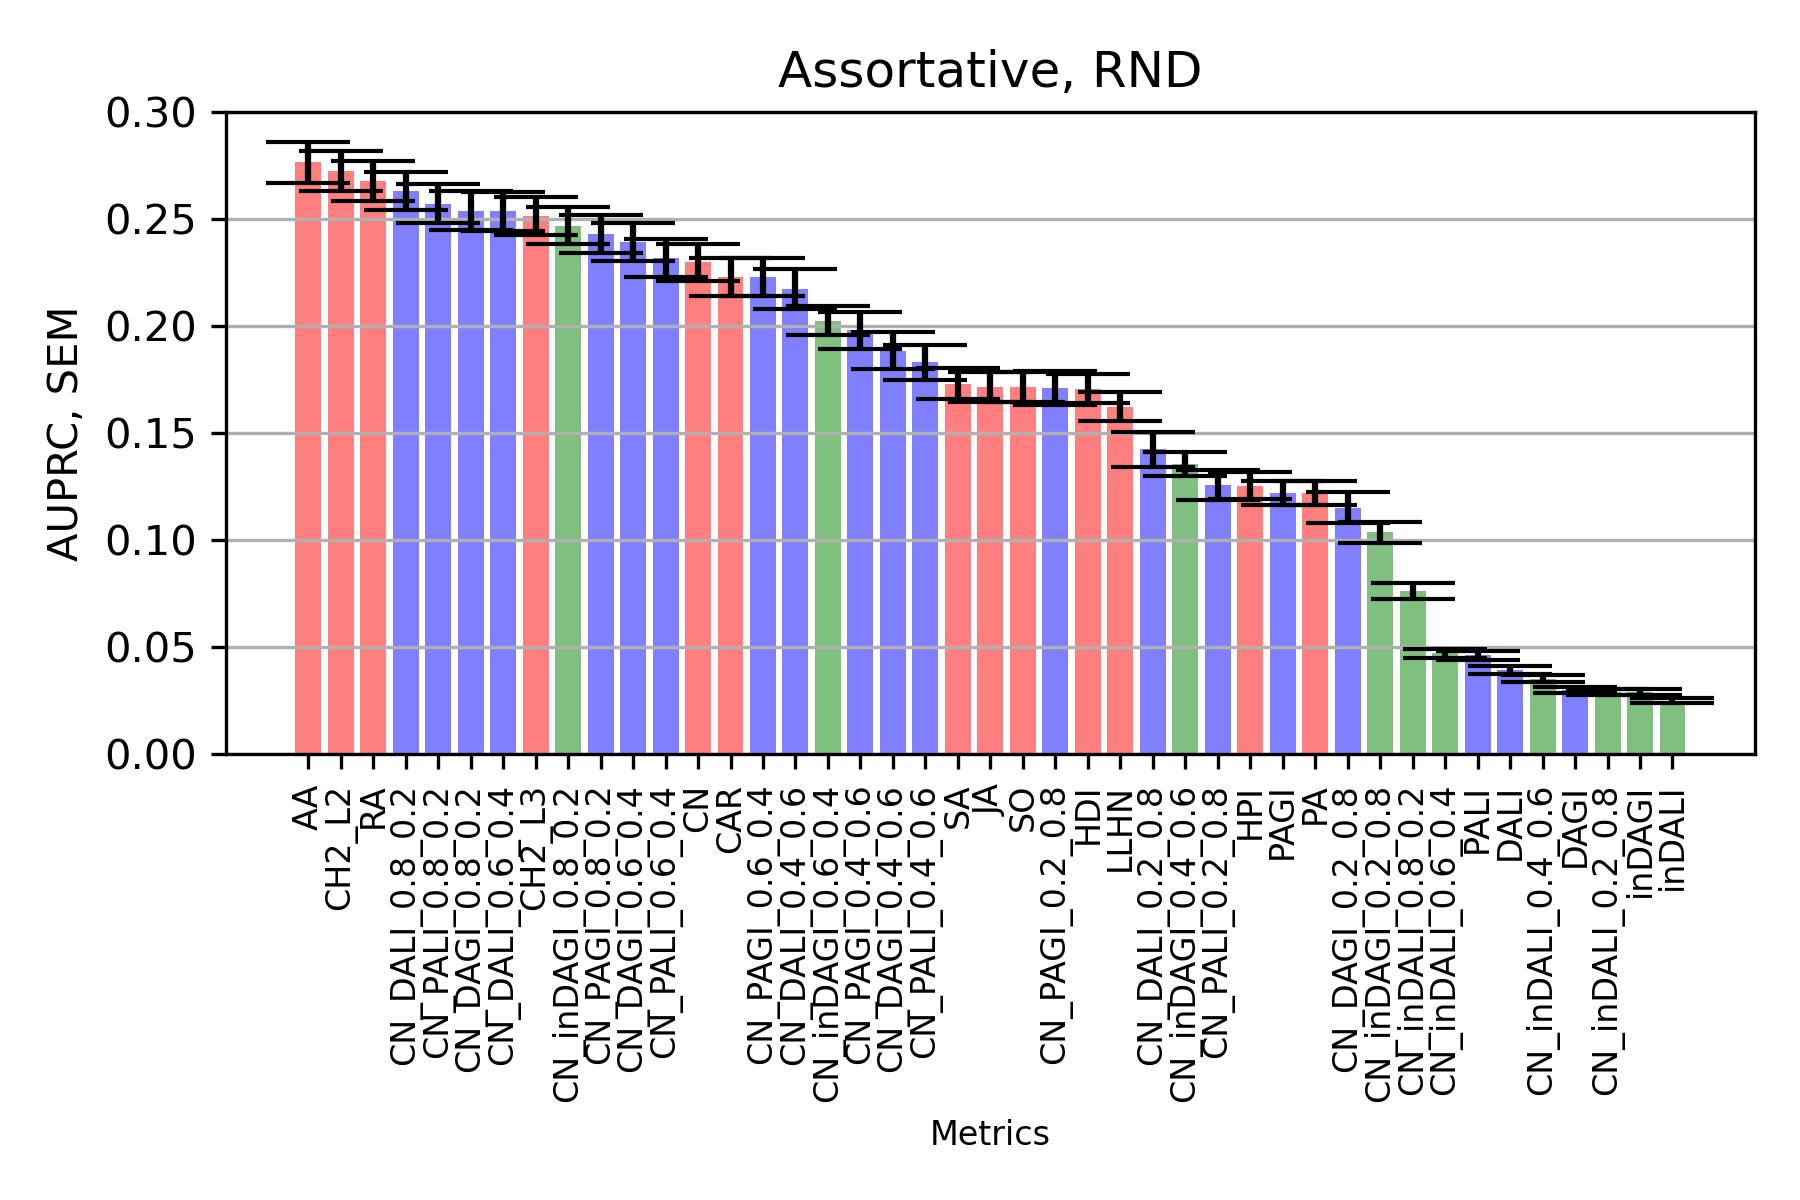 Assortative, RND
AUPRC, SEM
0.30
0.25
0.20
0.15
0.10
0.05
0.00
AA
CH2_L2
RA
CN_DALI_0.8_0.2
CN_PALI_0.8_0.2
CN_DAGI_0.8_0.2
CN_DALI_0.6_0.4
CH2_L3
CN_inDAGI_0.8_0.2
CN_PAGI_0.8_0.2
CN_DAGI_0.6_0.4
CN_PALI_0.6_0.4
CN
CAR
CN_PAGI_0.6_0.4
CN_DALI_0.4_0.6
CN_inDAGI_0.6_0.4
CN_PAGI_0.4_0.6
CN_DAGI_0.4_0.6
CN_PALI_0.4_0.6
SA
JA
SO
CN_PAGI_0.2_0.8
HDI
LLHN
CN_DALI_0.2_0.8
CN_inDAGI_0.4_0.6
CN_PALI_0.2_0.8
HPI
PAGI
PA
CN_DAGI_0.2_0.8
CN_inDAGI_0.2_0.8
CN_inDALI_0.8_0.2
CN_inDALI_0.6_0.4
PALI
DALI
CN_inDALI_0.4_0.6
DAGI
CN_inDALI_0.2_0.8
inDAGI
inDALI
Metrics